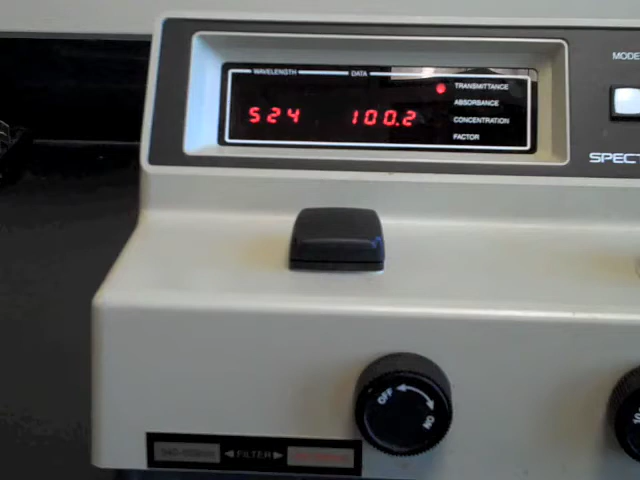 WAVELENGTH DATA
524 100.2
TRANSMITTANCE
ABSORBANCE
CONCENTRATION
FACTOR
MODE
SPECT
OFF
ON
FILTER